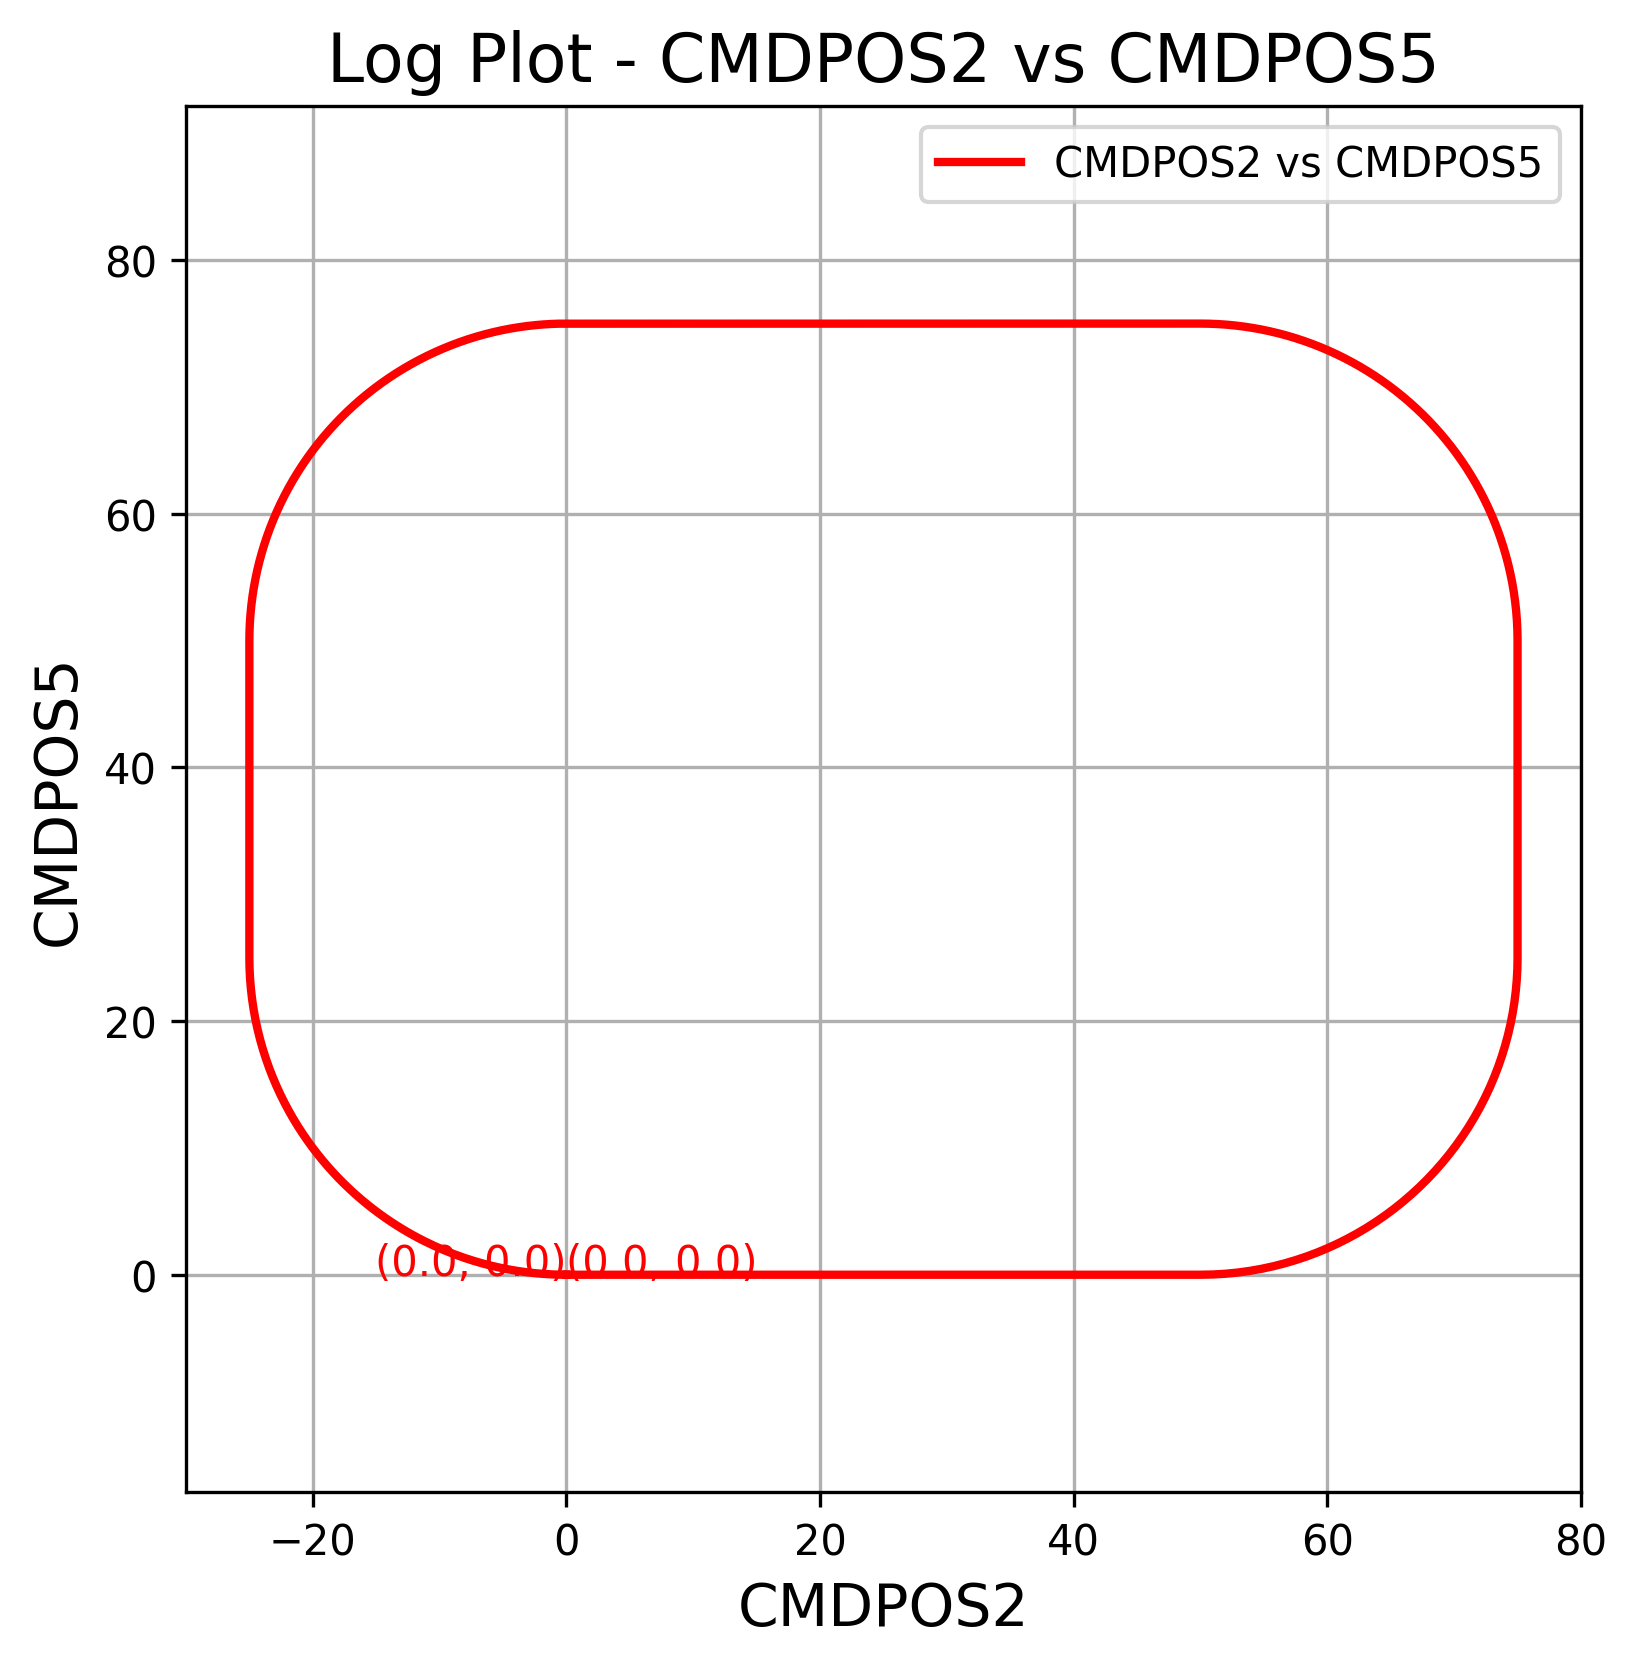 Log Plot - CMDPOS2 vs CMDPOS5
CMDPOS2 vs CMDPOS5
80
60
40
20
0
CMDPOS5
(0.0, 0.0)(0.0, 0.0)
−20 0 20 40 60 80
CMDPOS2